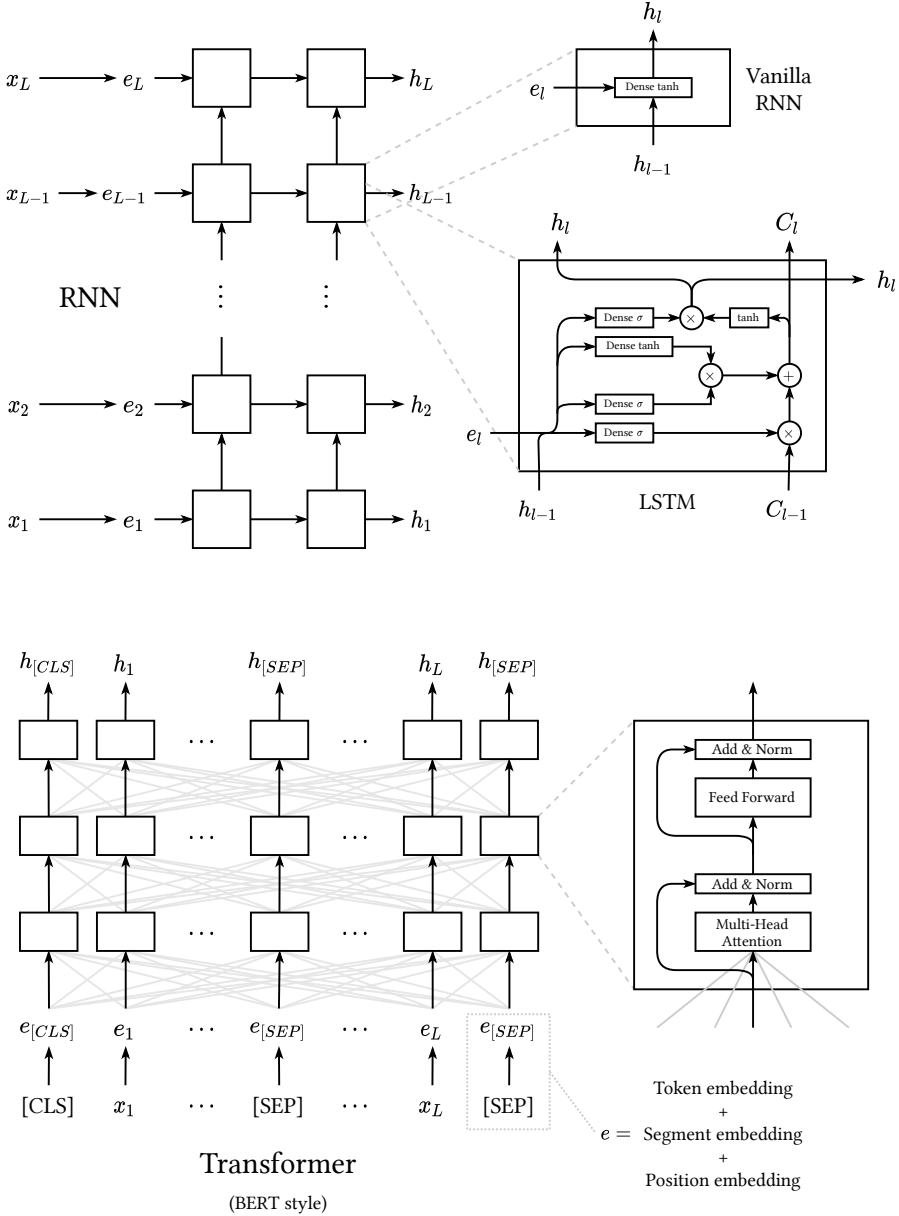 x_L e_L h_L
x_{L−1} e_{L−1} h_{L−1}
RNN
⋮ ⋮
x_2 e_2 h_2
x_1 e_1 h_1
h_l
e_l Dense tanh
h_{l−1}
Vanilla
RNN
h_l C_l
h_l
Dense σ × tanh
Dense tanh
× +
Dense σ
e_l Dense σ ×
h_{l−1} C_{l−1}
LSTM
h_{[CLS]} h_1 h_{[SEP]} h_L h_{[SEP]}
⋯ ⋯
⋯ ⋯
⋯ ⋯
e_{[CLS]} e_1 ⋯ e_{[SEP]} ⋯ e_L e_{[SEP]}
[CLS] x_1 ⋯ [SEP] ⋯ x_L [SEP]
Transformer
(BERT style)
Add & Norm
Feed Forward
Add & Norm
Multi-Head
Attention
Token embedding
+
e = Segment embedding
+
Position embedding